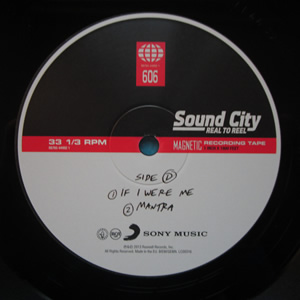 606
Sound City
REAL TO REEL
33 1/3 RPM
MAGNETIC RECORDING TAPE
SIDE D
1 IF I WERE ME
2 MANTRA
RCA
SONY MUSIC